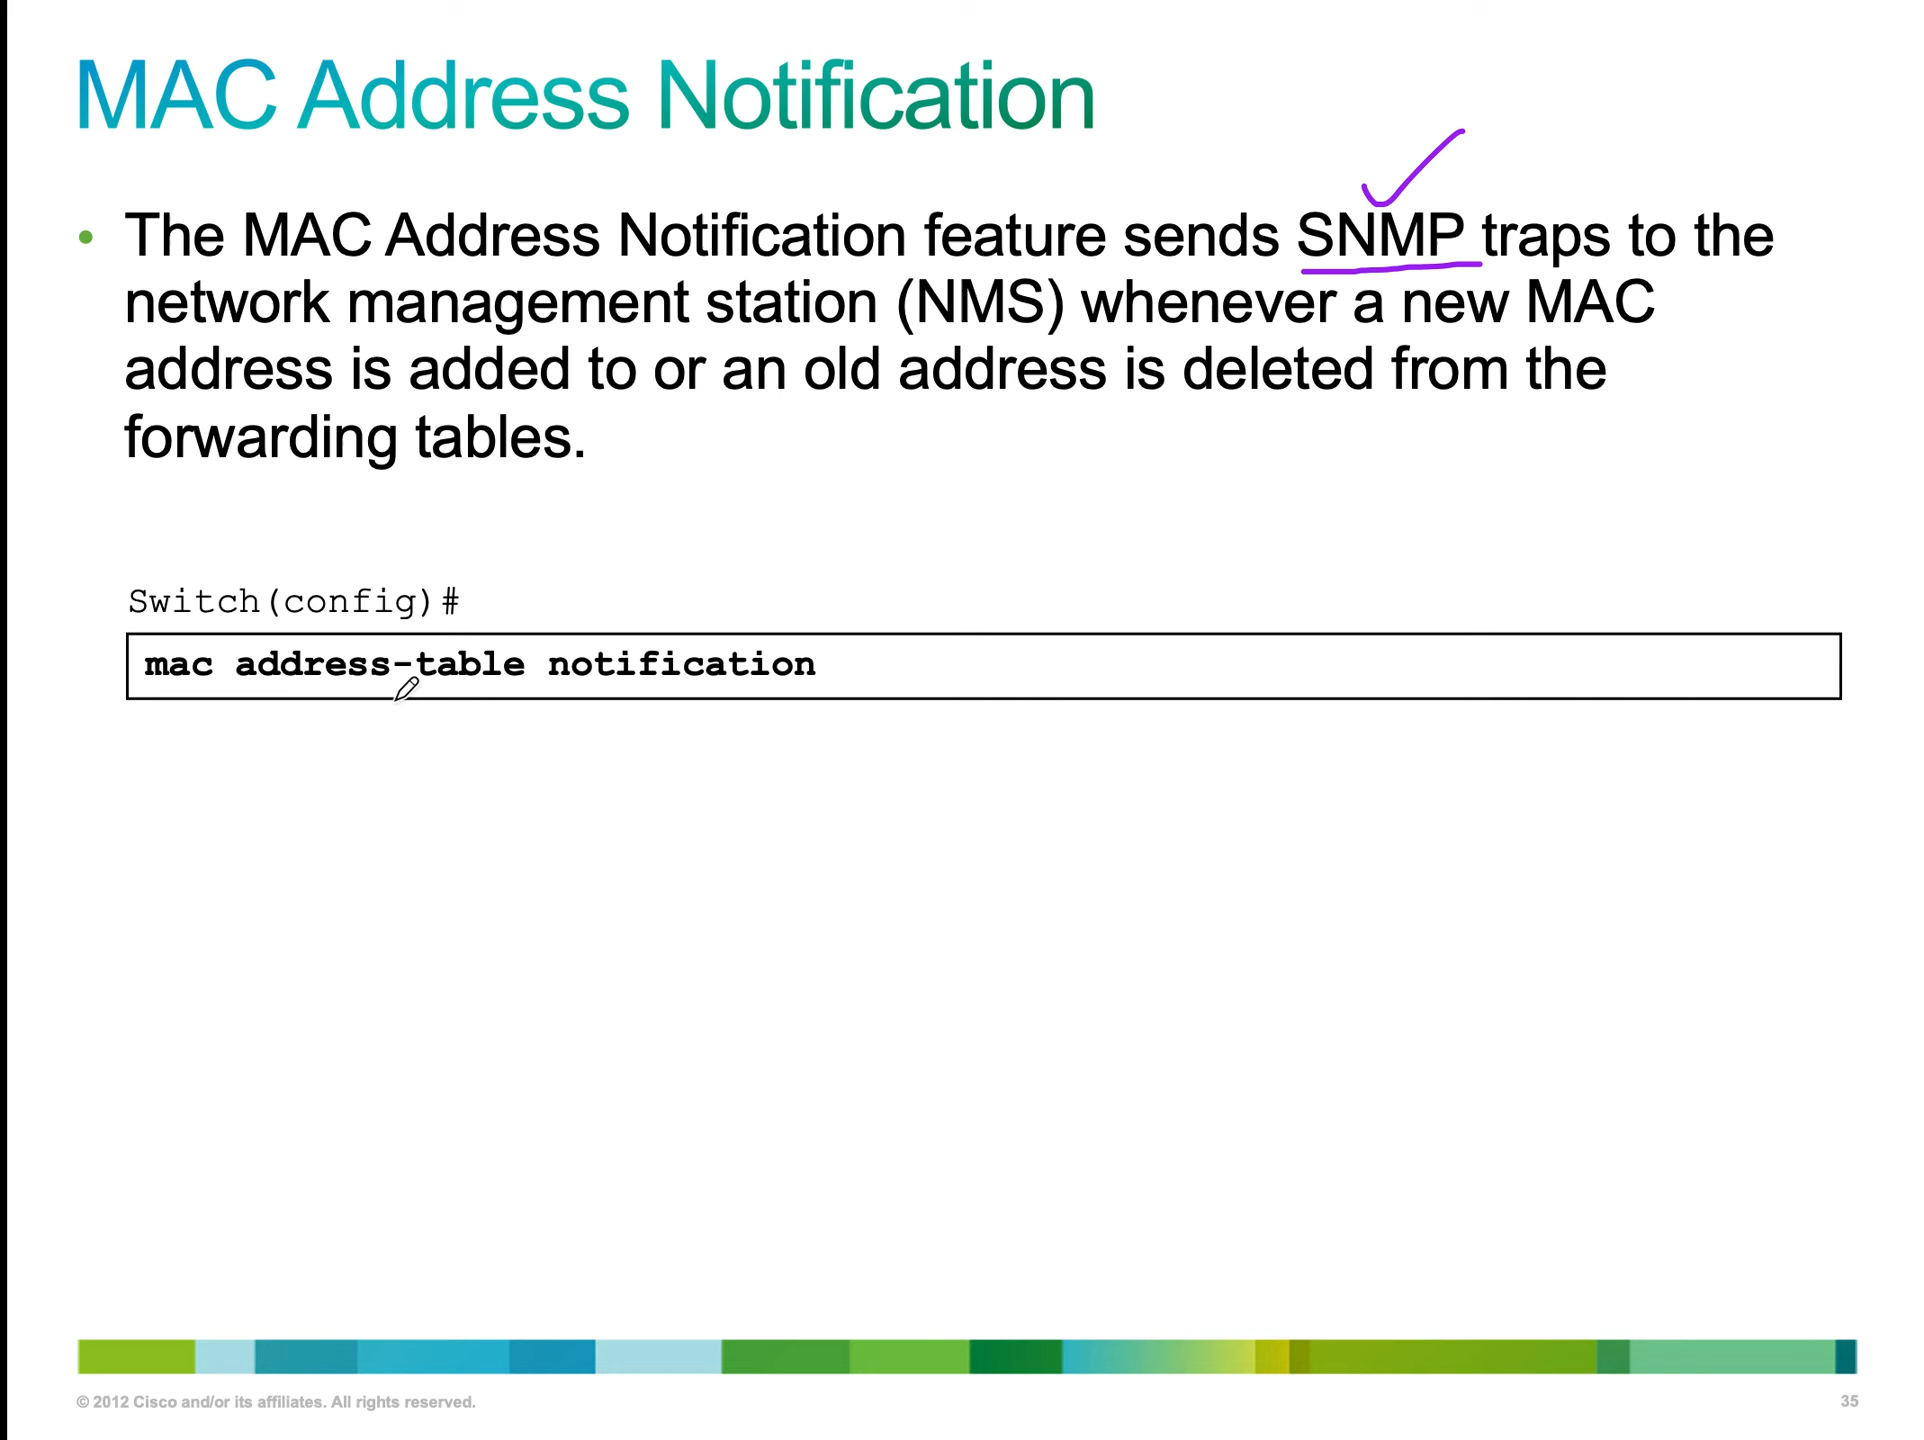 MAC Address Notification
• The MAC Address Notification feature sends SNMP traps to the
network management station (NMS) whenever a new MAC
address is added to or an old address is deleted from the
forwarding tables.
Switch(config)#
mac address-table notification
© 2012 Cisco and/or its affiliates. All rights reserved.
35